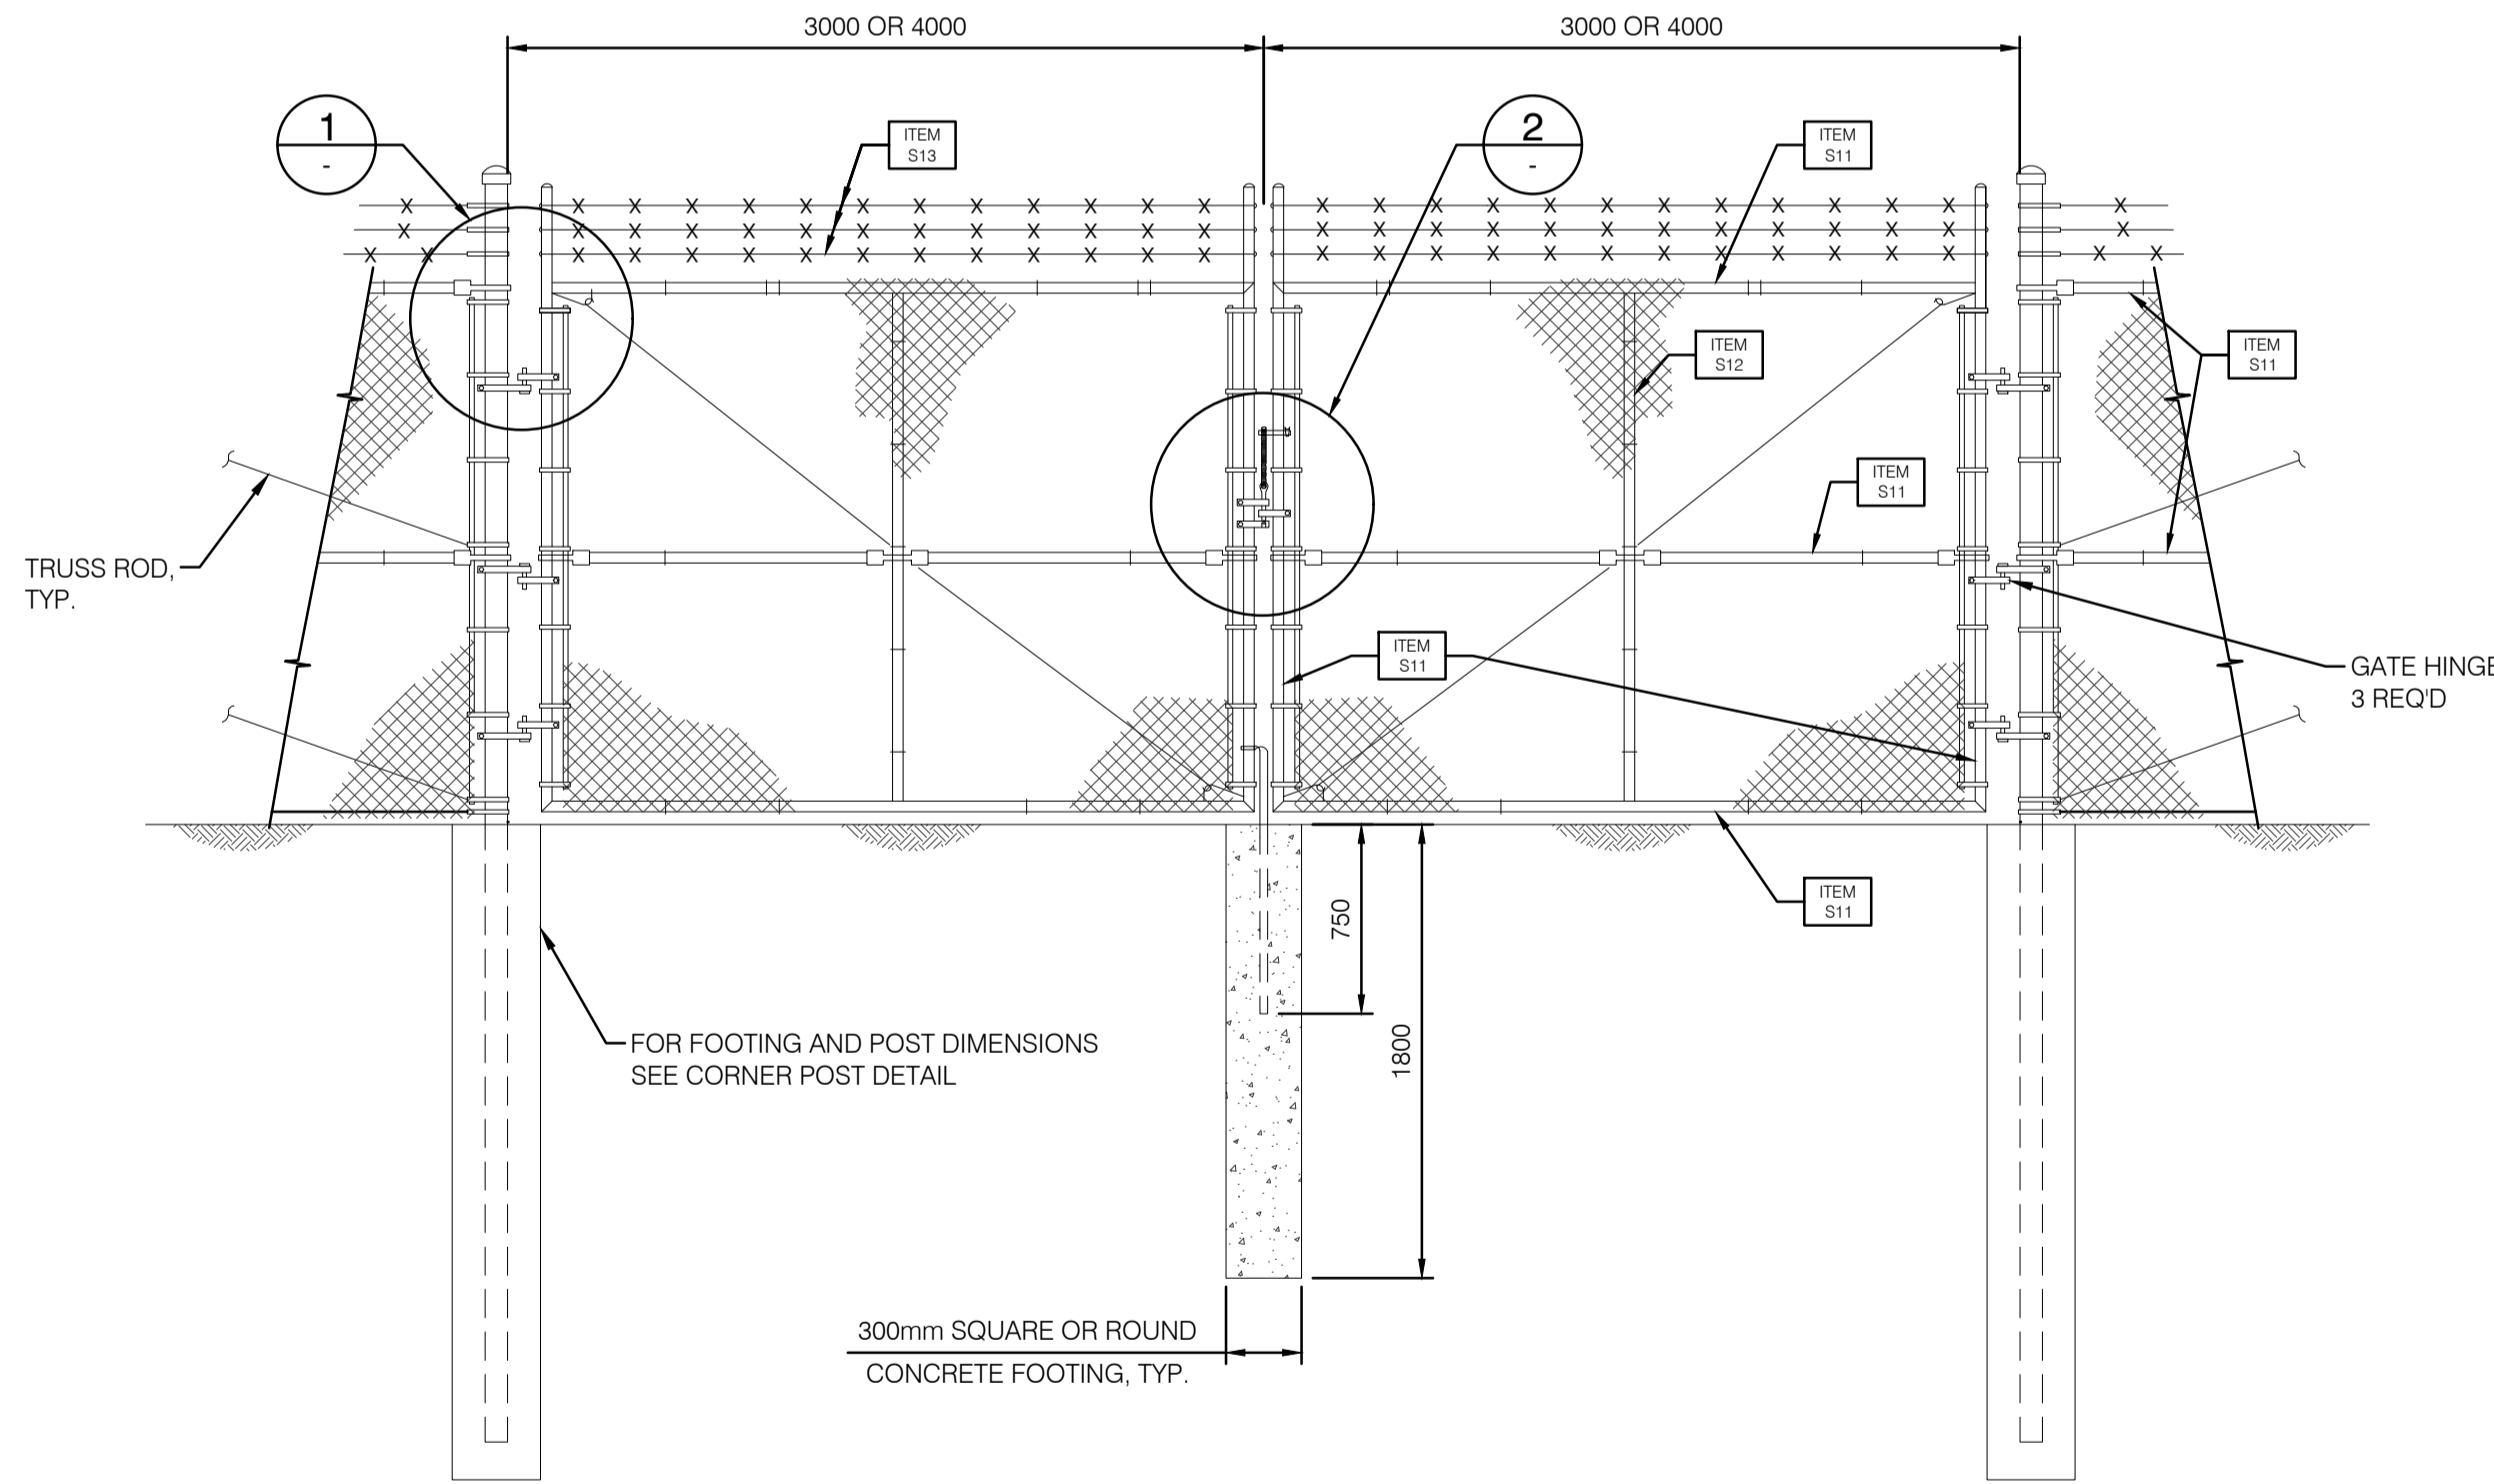 3000 OR 4000
3000 OR 4000
1
-
ITEM
S13
2
-
ITEM
S11
ITEM
S12
ITEM
S11
ITEM
S11
TRUSS ROD,
TYP.
ITEM
S11
GATE HINGE
3 REQ'D
ITEM
S11
750
1800
FOR FOOTING AND POST DIMENSIONS
SEE CORNER POST DETAIL
300mm SQUARE OR ROUND
CONCRETE FOOTING, TYP.